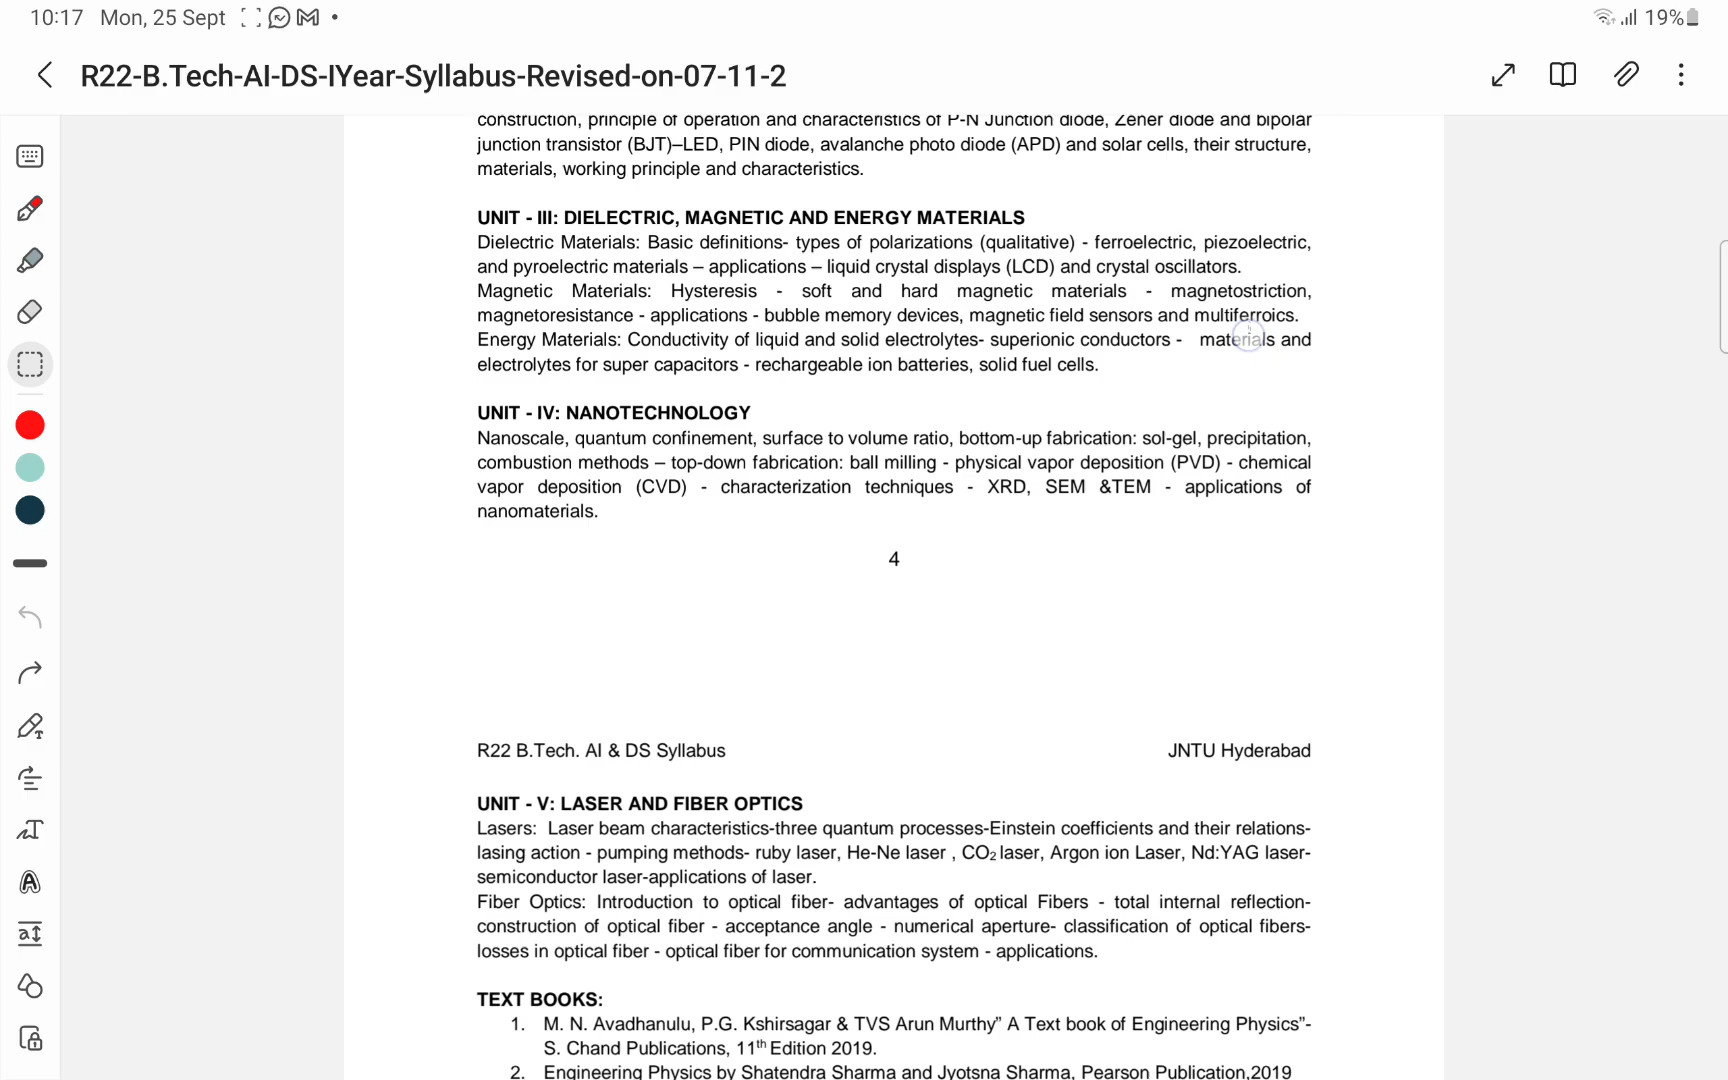 10:17 Mon, 25 Sept
19%
R22-B.Tech-AI-DS-IYear-Syllabus-Revised-on-07-11-2
construction, principle of operation and characteristics of P-N Junction diode, Zener diode and bipolar
junction transistor (BJT)–LED, PIN diode, avalanche photo diode (APD) and solar cells, their structure,
materials, working principle and characteristics.
UNIT - III: DIELECTRIC, MAGNETIC AND ENERGY MATERIALS
Dielectric Materials: Basic definitions- types of polarizations (qualitative) - ferroelectric, piezoelectric,
and pyroelectric materials – applications – liquid crystal displays (LCD) and crystal oscillators.
Magnetic Materials: Hysteresis - soft and hard magnetic materials - magnetostriction,
magnetoresistance - applications - bubble memory devices, magnetic field sensors and multiferroics.
Energy Materials: Conductivity of liquid and solid electrolytes- superionic conductors - materials and
electrolytes for super capacitors - rechargeable ion batteries, solid fuel cells.
UNIT - IV: NANOTECHNOLOGY
Nanoscale, quantum confinement, surface to volume ratio, bottom-up fabrication: sol-gel, precipitation,
combustion methods – top-down fabrication: ball milling - physical vapor deposition (PVD) - chemical
vapor deposition (CVD) - characterization techniques - XRD, SEM &TEM - applications of
nanomaterials.
4
R22 B.Tech. AI & DS Syllabus JNTU Hyderabad
UNIT - V: LASER AND FIBER OPTICS
Lasers: Laser beam characteristics-three quantum processes-Einstein coefficients and their relations-
lasing action - pumping methods- ruby laser, He-Ne laser , CO₂ laser, Argon ion Laser, Nd:YAG laser-
semiconductor laser-applications of laser.
Fiber Optics: Introduction to optical fiber- advantages of optical Fibers - total internal reflection-
construction of optical fiber - acceptance angle - numerical aperture- classification of optical fibers-
losses in optical fiber - optical fiber for communication system - applications.
TEXT BOOKS:
1. M. N. Avadhanulu, P.G. Kshirsagar & TVS Arun Murthy” A Text book of Engineering Physics”-
S. Chand Publications, 11th Edition 2019.
2. Engineering Physics by Shatendra Sharma and Jyotsna Sharma, Pearson Publication,2019